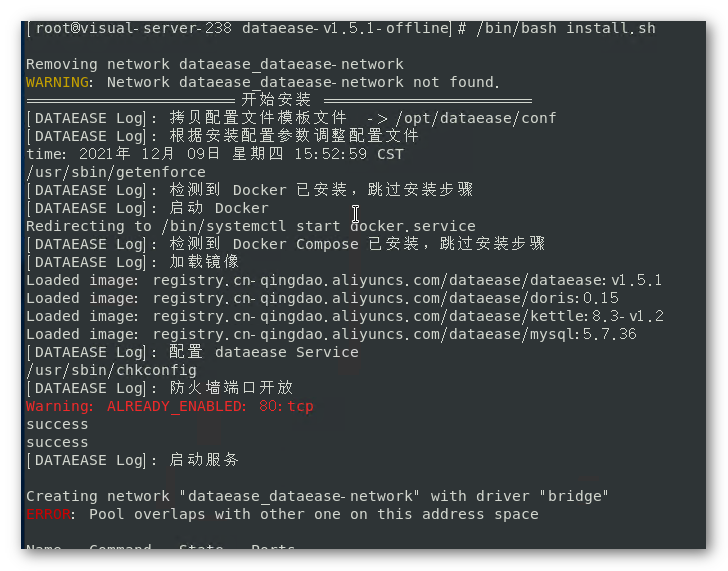 [root@visual-server-238 dataease-v1.5.1-offline]# /bin/bash install.sh
Removing network dataease_dataease-network
WARNING: Network dataease_dataease-network not found.
======================= 开始安装 =======================
[DATAEASE Log]: 拷贝配置文件模板文件 -> /opt/dataease/conf
[DATAEASE Log]: 根据安装配置参数调整配置文件
time: 2021年 12月 09日 星期四 15:52:59 CST
/usr/sbin/getenforce
[DATAEASE Log]: 检测到 Docker 已安装，跳过安装步骤
[DATAEASE Log]: 启动 Docker
Redirecting to /bin/systemctl start docker.service
[DATAEASE Log]: 检测到 Docker Compose 已安装，跳过安装步骤
[DATAEASE Log]: 加载镜像
Loaded image: registry.cn-qingdao.aliyuncs.com/dataease/dataease:v1.5.1
Loaded image: registry.cn-qingdao.aliyuncs.com/dataease/doris:0.15
Loaded image: registry.cn-qingdao.aliyuncs.com/dataease/kettle:8.3-v1.2
Loaded image: registry.cn-qingdao.aliyuncs.com/dataease/mysql:5.7.36
[DATAEASE Log]: 配置 dataease Service
/usr/sbin/chkconfig
[DATAEASE Log]: 防火墙端口开放
Warning: ALREADY_ENABLED: 80:tcp
success
success
[DATAEASE Log]: 启动服务
Creating network "dataease_dataease-network" with driver "bridge"
ERROR: Pool overlaps with other one on this address space
Name Command State Ports